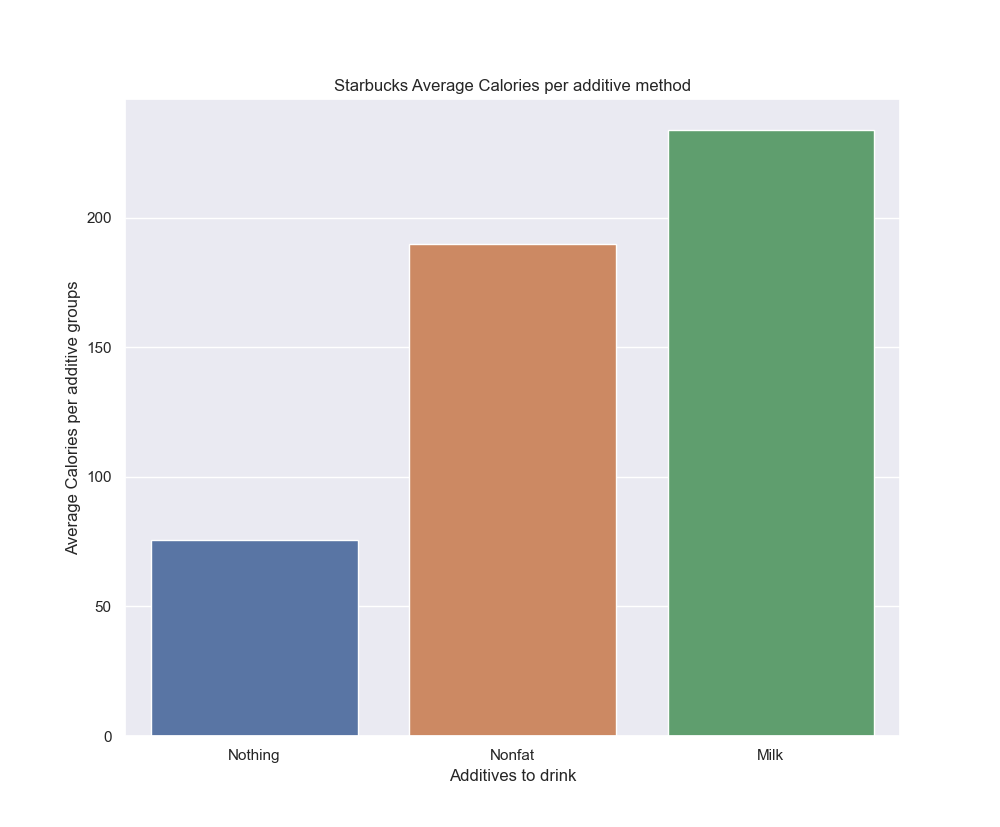 Starbucks Average Calories per additive method
Average Calories per additive groups
200
150
100
50
0
Nothing Nonfat Milk
Additives to drink